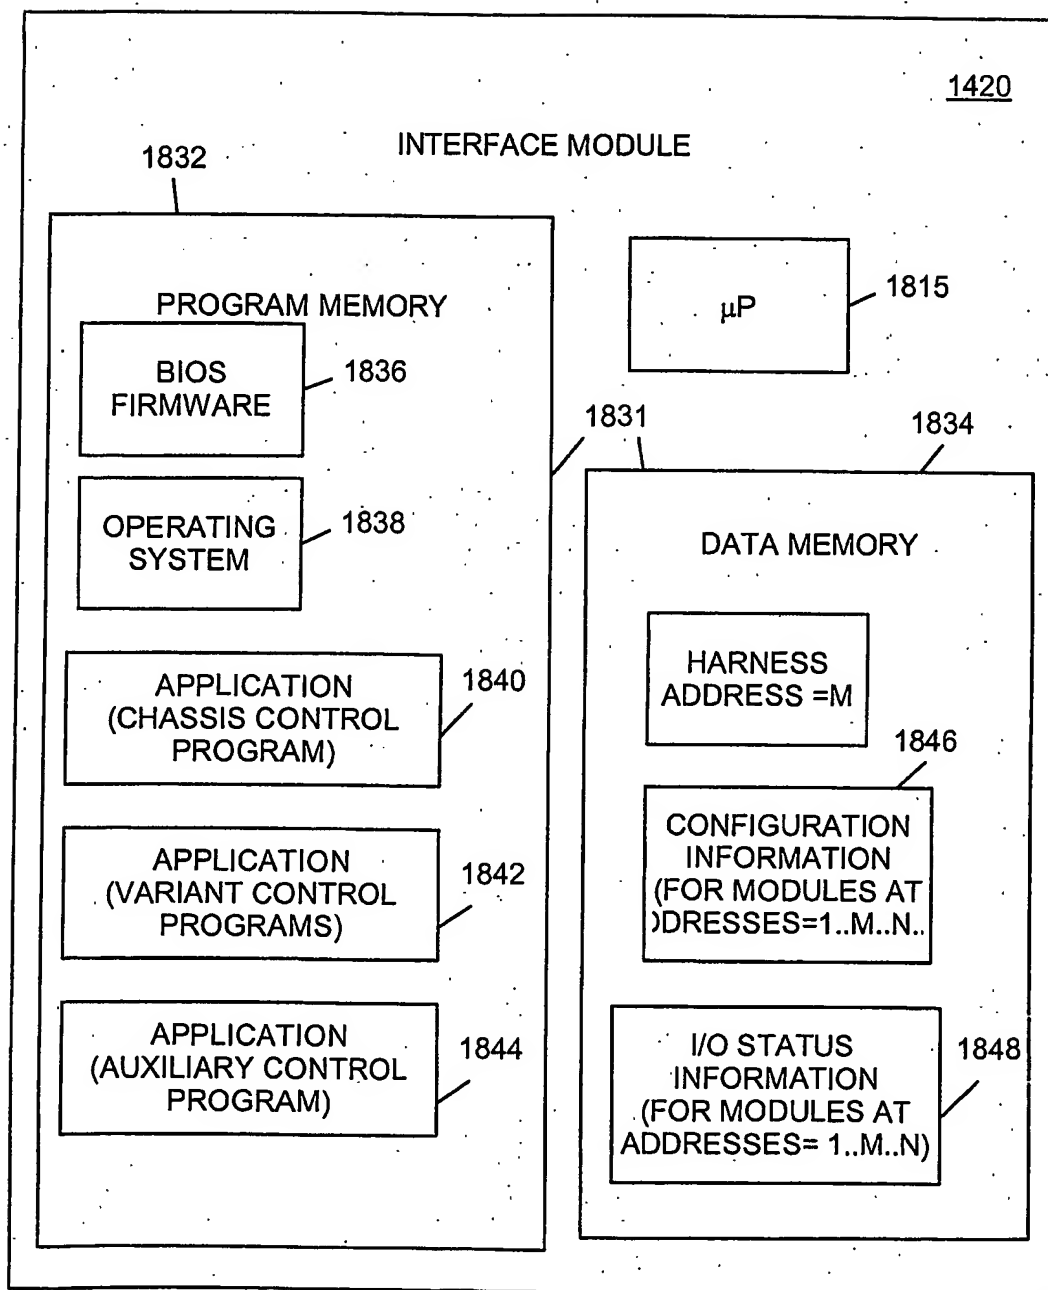 1420
INTERFACE MODULE
1832
PROGRAM MEMORY
BIOS
FIRMWARE
1836
OPERATING
SYSTEM
1838
APPLICATION
(CHASSIS CONTROL
PROGRAM)
1840
APPLICATION
(VARIANT CONTROL
PROGRAMS)
1842
APPLICATION
(AUXILIARY CONTROL
PROGRAM)
1844
μP
1815
1831
1834
DATA MEMORY
HARNESS
ADDRESS =M
1846
CONFIGURATION
INFORMATION
(FOR MODULES AT
)DRESSES=1..M..N..
I/O STATUS
INFORMATION
(FOR MODULES AT
ADDRESSES= 1..M..N)
1848